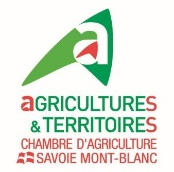 a
aGRICULTURES
& TERRITOIRES
CHAMBRE D'AGRICULTURE
SAVOIE MONT-BLANC